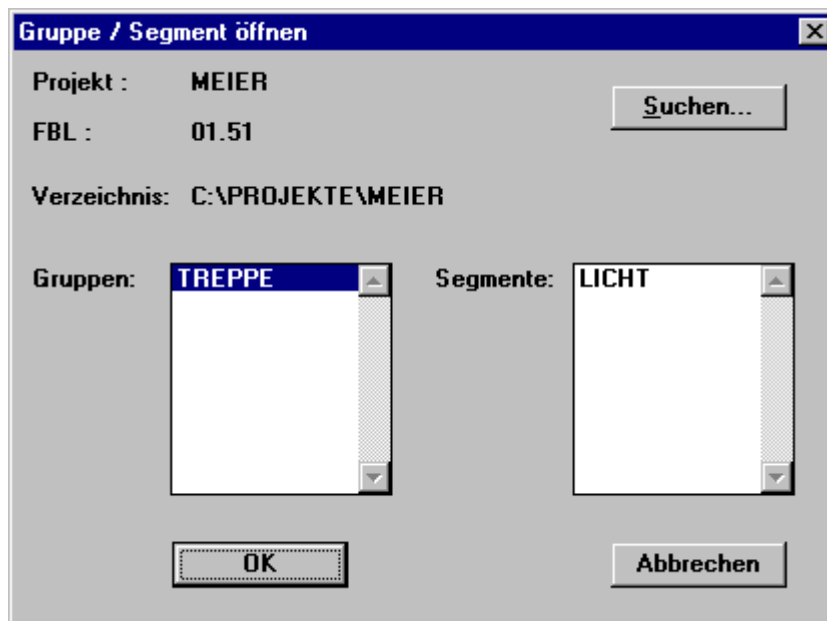 Gruppe / Segment öffnen
Projekt : MEIER
Suchen...
FBL : 01.51
Verzeichnis: C:\PROJEKTE\MEIER
Gruppen: TREPPE Segmente: LICHT
OK Abbrechen